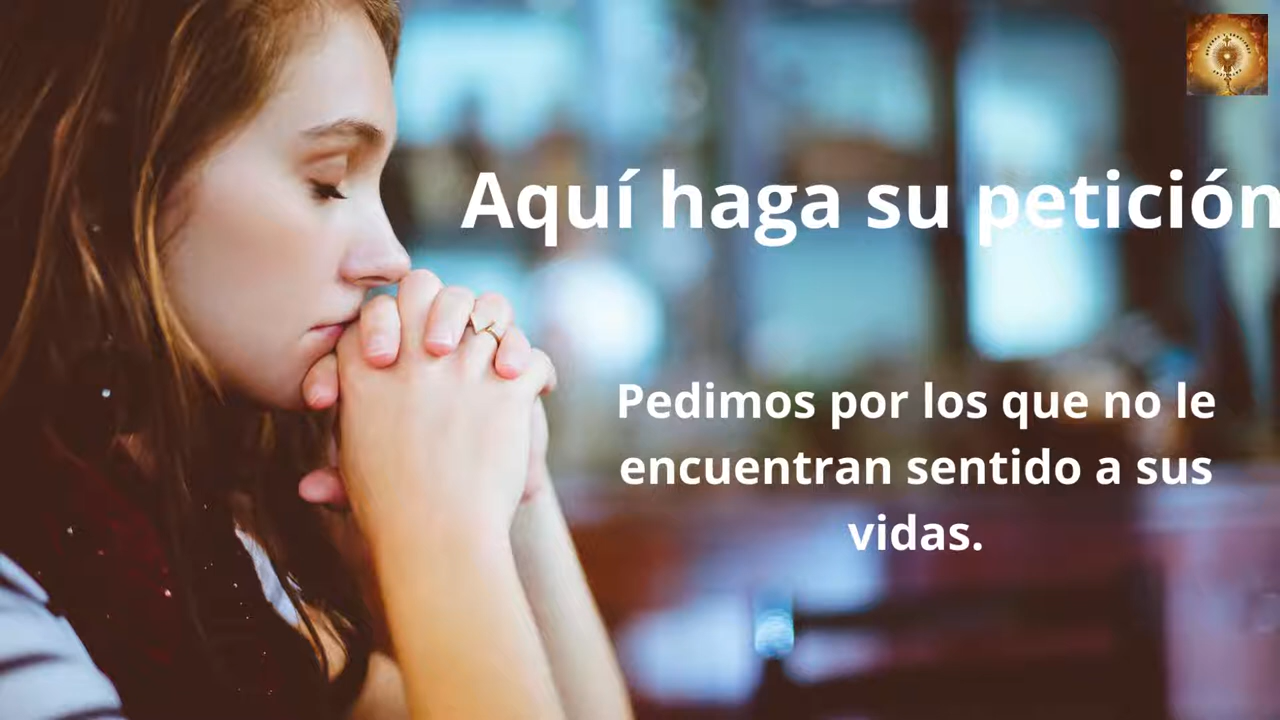 Aquí haga su petición
Pedimos por los que no le
encuentran sentido a sus
vidas.